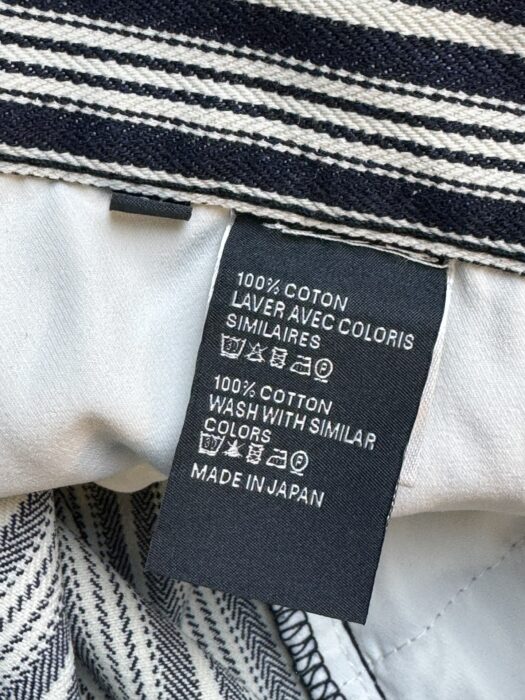 100% COTON
LAVER AVEC COLORIS
SIMILAIRES
100% COTTON
WASH WITH SIMILAR
COLORS
MADE IN JAPAN